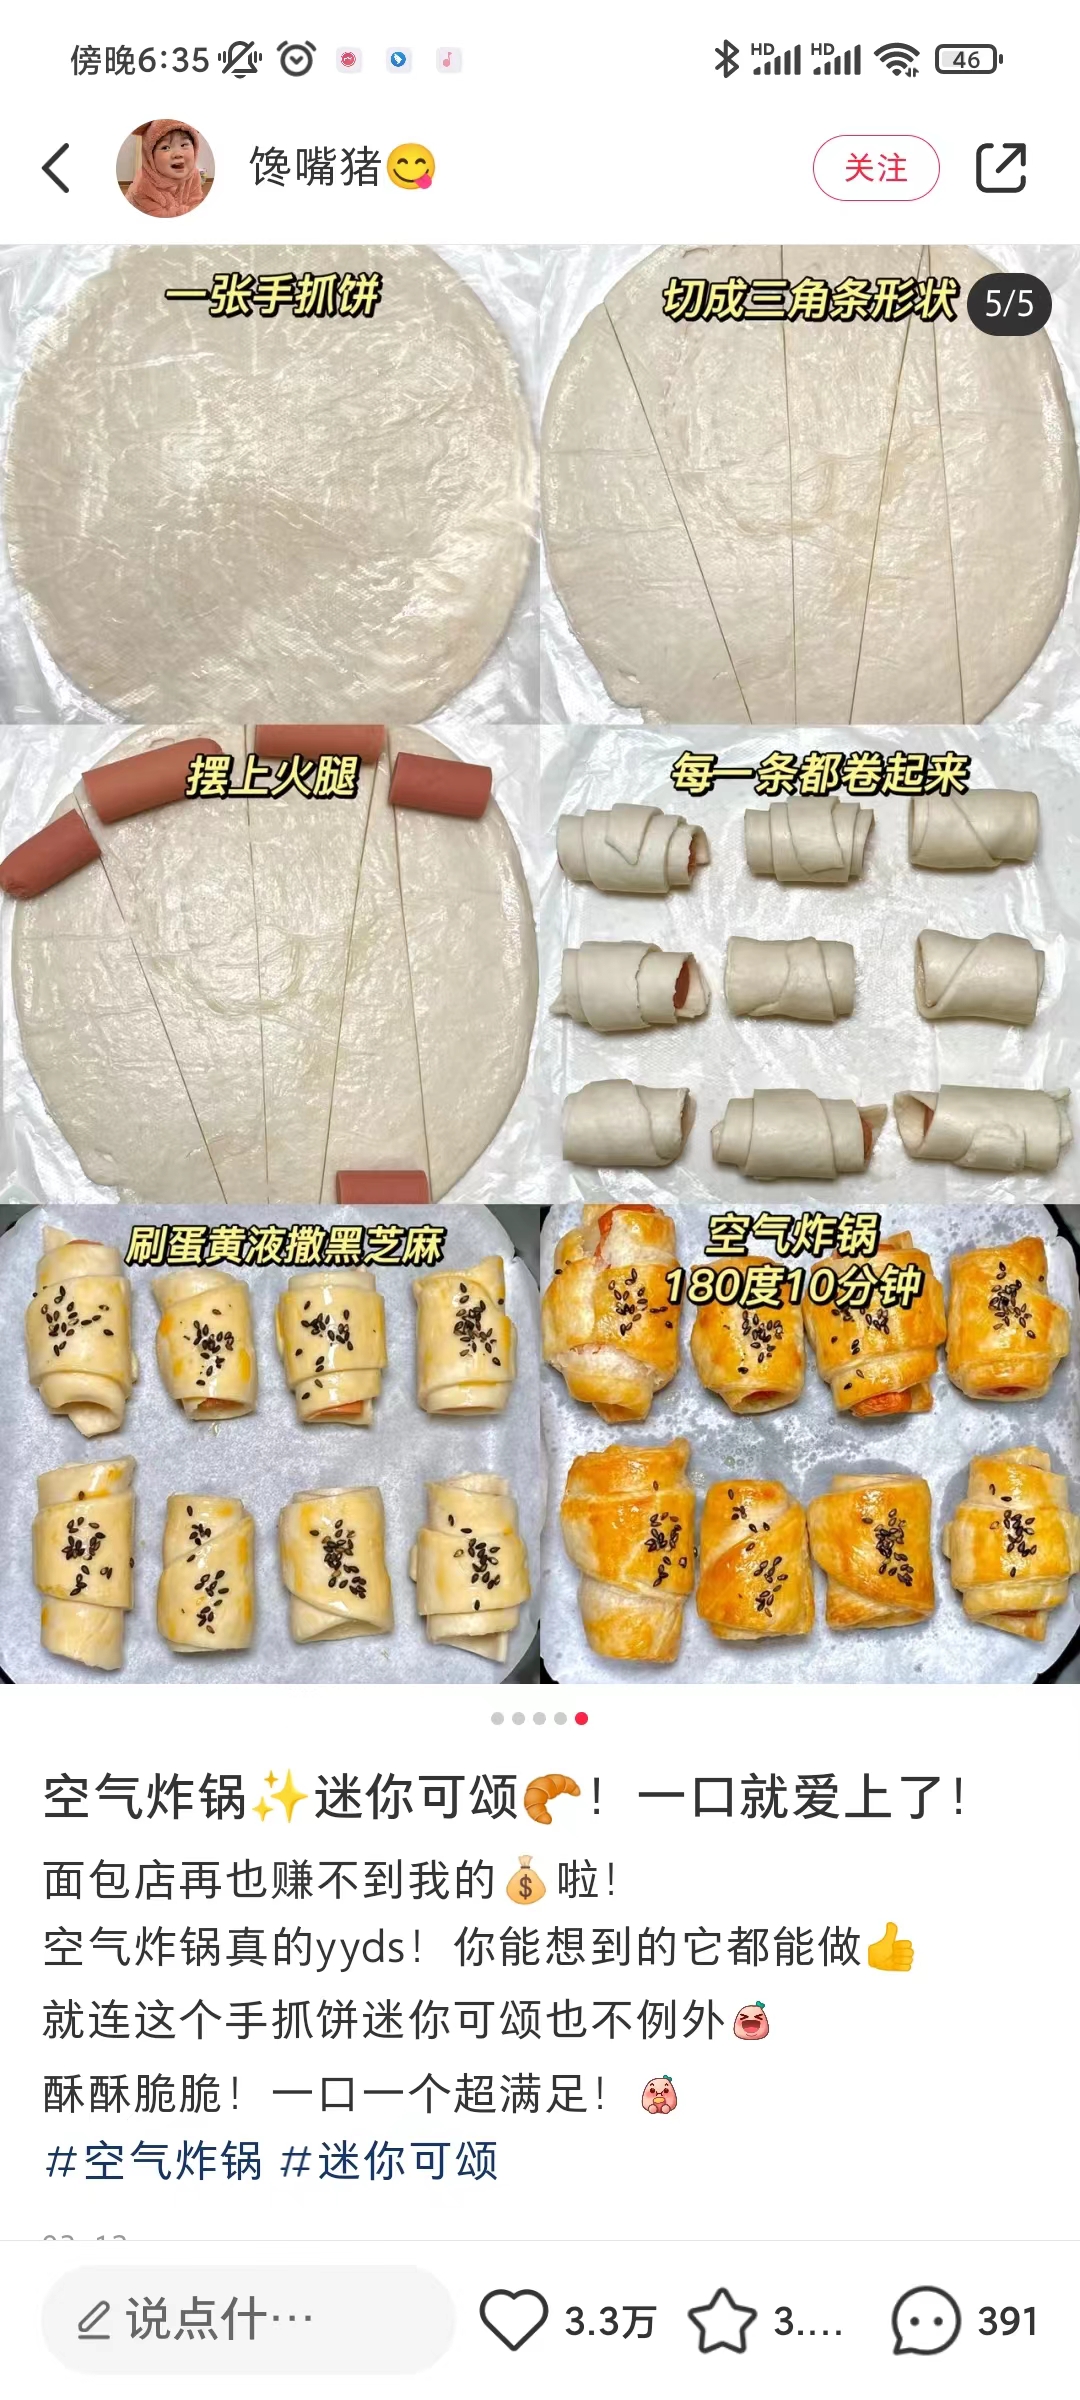 傍晚6:35
HD HD 46
馋嘴猪😋
关注
一张手抓饼
切成三角条形状
5/5
摆上火腿
每一条都卷起来
刷蛋黄液撒黑芝麻
空气炸锅
180度10分钟
空气炸锅✨迷你可颂🥐！一口就爱上了！
面包店再也赚不到我的💰啦！
空气炸锅真的yyds！你能想到的它都能做👍
就连这个手抓饼迷你可颂也不例外
酥酥脆脆！一口一个超满足！
#空气炸锅 #迷你可颂
说点什…
3.3万
3....
391